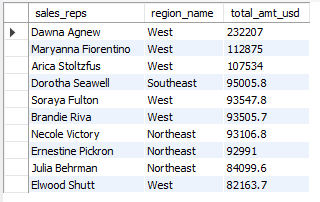 sales_reps region_name total_amt_usd
Dawna Agnew West 232207
Maryanna Fiorentino West 112875
Arica Stoltzfus West 107534
Dorotha Seawell Southeast 95005.8
Soraya Fulton West 93547.8
Brandie Riva West 93505.7
Necole Victory Northeast 93106.8
Ernestine Pickron Northeast 92991
Julia Behrman Northeast 84099.6
Elwood Shutt West 82163.7